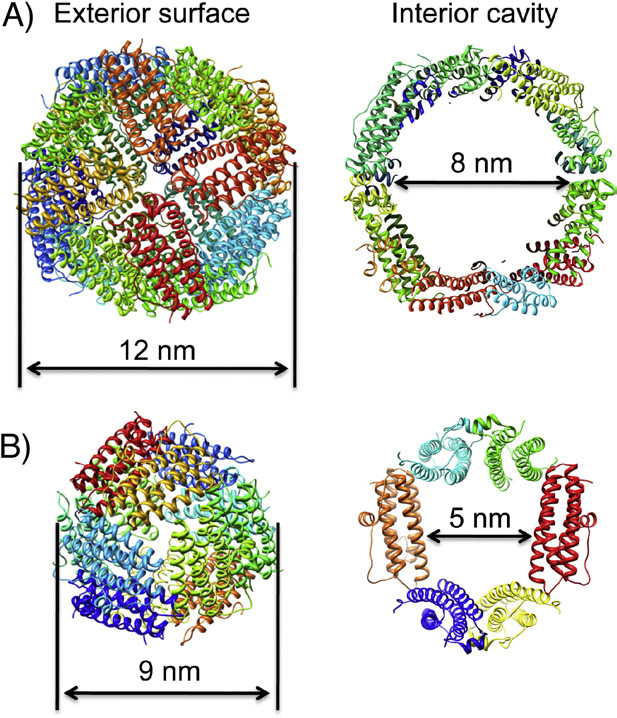 A) Exterior surface Interior cavity
8 nm
12 nm
B)
5 nm
9 nm